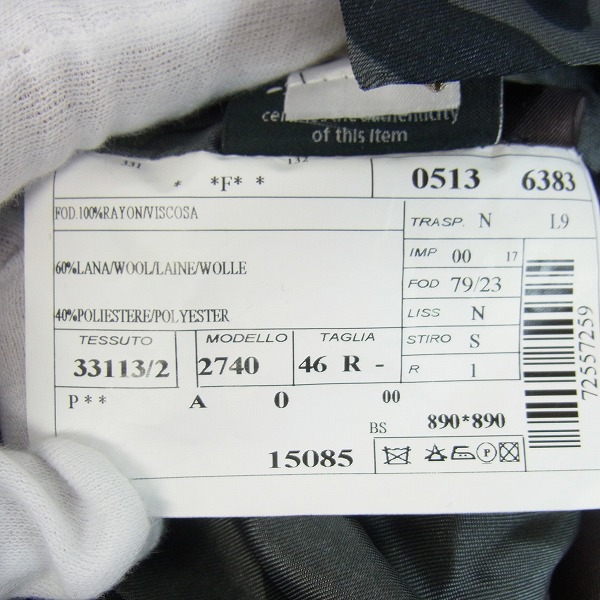 the authenticity
of this item
331 132
* *F* * 0513 6383
FOD.100%RAYON/VISCOSA
TRASP. N L9
60%LANA/WOOL/LAINE/WOLLE
IMP 00 17
FOD 79/23
40%POLIESTERE/POLYESTER
LISS N
TESSUTO MODELLO TAGLIA
STIRO S
33113/2 2740 46 R -
R 1
P** A 0 00
BS 890*890
15085
72557259